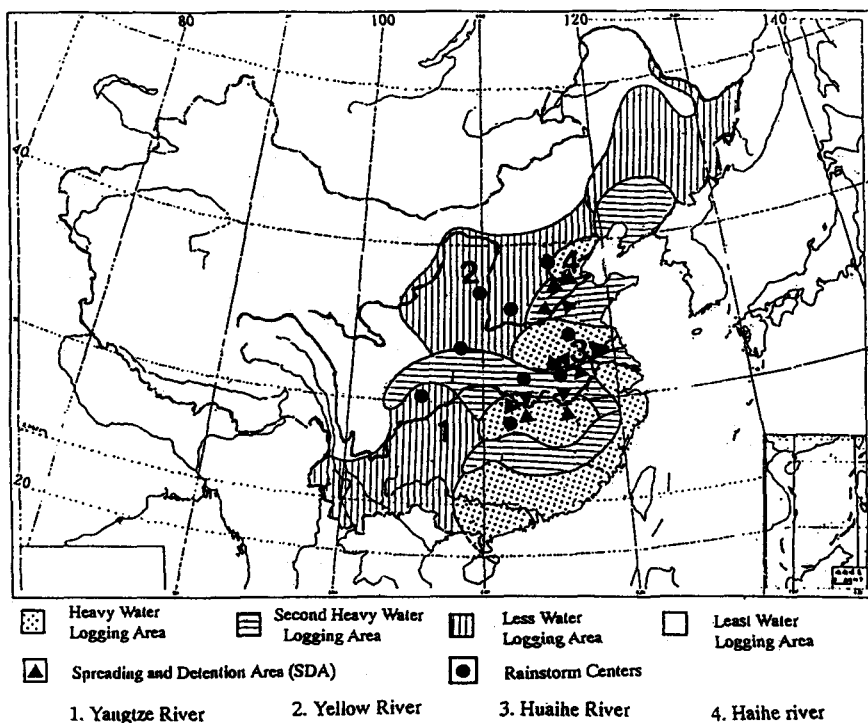 80
100
120
140
40
20
2
4
3
1
Heavy Water
Logging Area
Second Heavy Water
Logging Area
Less Water
Logging Area
Least Water
Logging Area
Spreading and Detention Area (SDA)
Rainstorm Centers
1. Yangtze River
2. Yellow River
3. Huaihe River
4. Haihe river